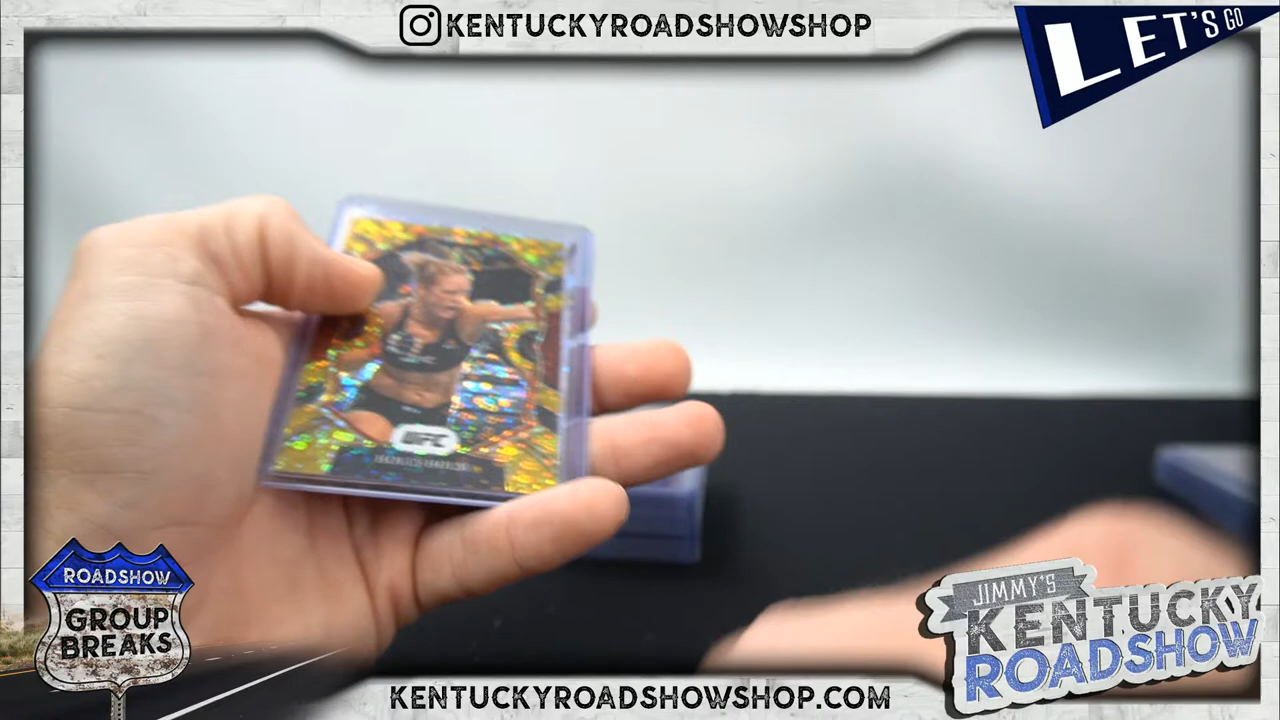 KENTUCKYROADSHOWSHOP
LET'S GO
UFC
ROADSHOW
GROUP
BREAKS
JIMMY'S
KENTUCKY
ROADSHOW
KENTUCKYROADSHOWSHOP.COM